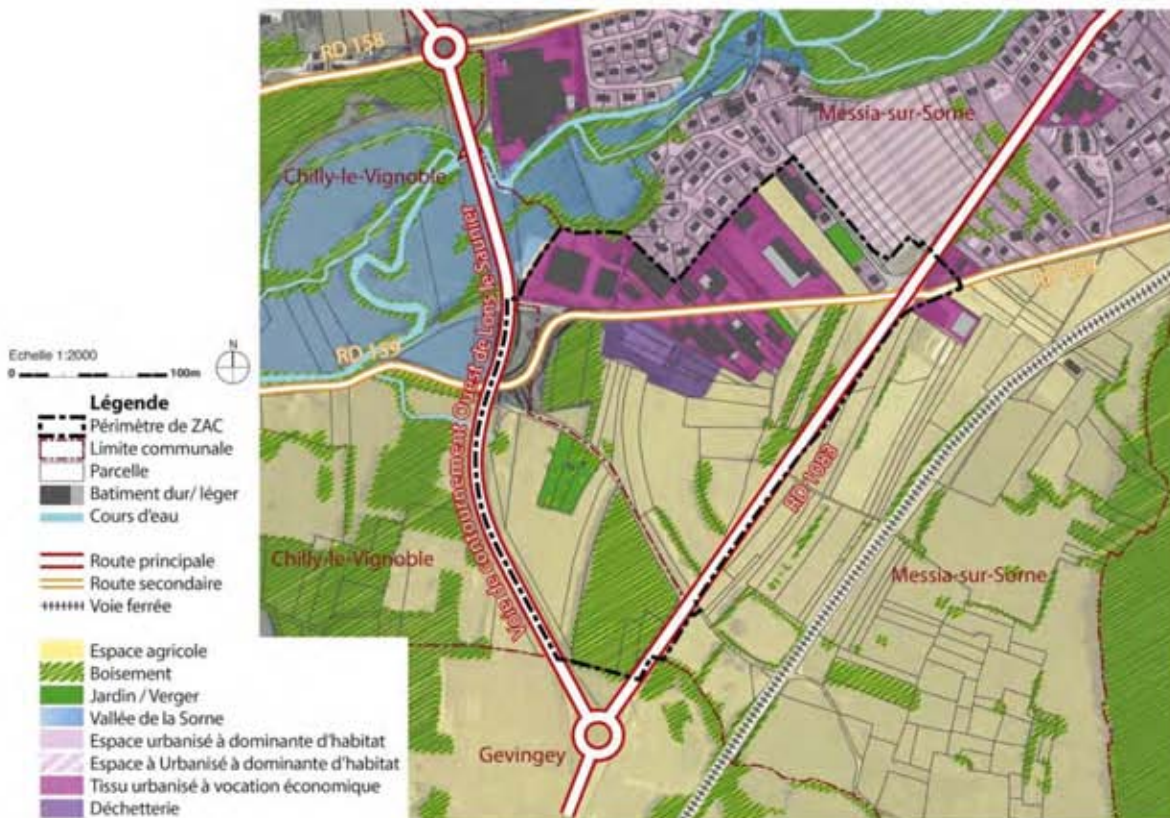 RD 158
Messia-sur-Sorne
Chilly-le-Vignoble
Voie de contournement Ouest de Lons le Saunier
RD 159
RD 1083
Chilly-le-Vignoble
Messia-sur-Sorne
Gevingey
Echelle 1:2000
0 100m
N
Légende
Périmètre de ZAC
Limite communale
Parcelle
Batiment dur/ léger
Cours d'eau
Route principale
Route secondaire
Voie ferrée
Espace agricole
Boisement
Jardin / Verger
Vallée de la Sorne
Espace urbanisé à dominante d'habitat
Espace à Urbanisé à dominante d'habitat
Tissu urbanisé à vocation économique
Déchetterie